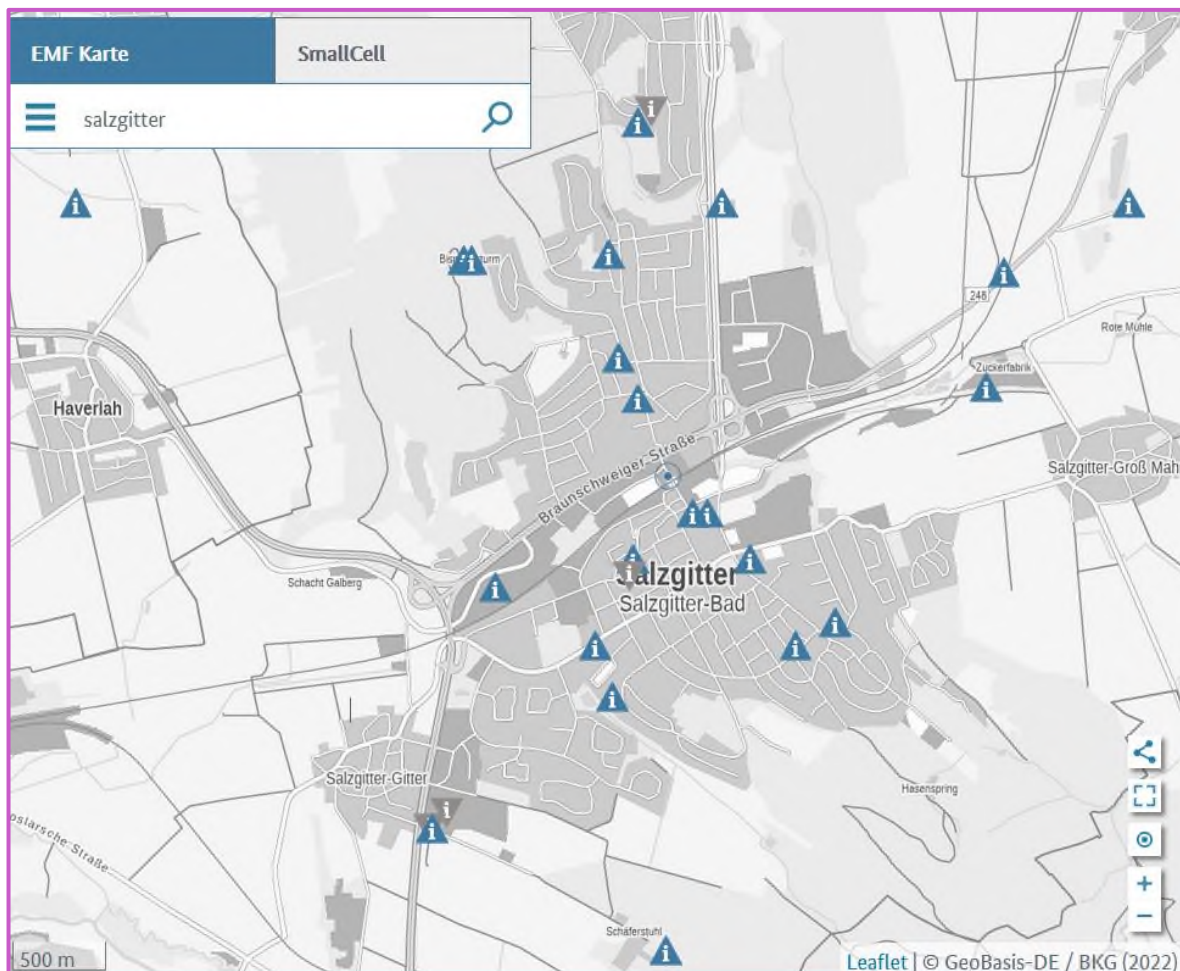 EMF Karte
SmallCell
salzgitter
248
Rote Mühle
Zuckerfabrik
Haverlah
Braunschweiger Straße
Salzgitter-Groß Mah
Schacht Galberg
Salzgitter
Salzgitter-Bad
Salzgitter-Gitter
Hasenspring
oslarsche Straße
Schäferstuhl
500 m
Leaflet | © GeoBasis-DE / BKG (2022)